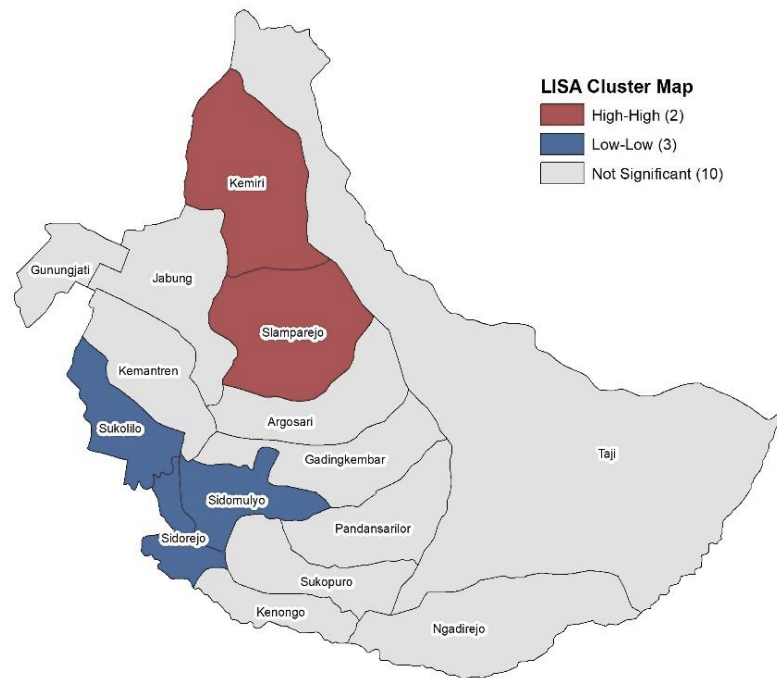 LISA Cluster Map
High-High (2)
Low-Low (3)
Not Significant (10)
Kemiri
Gunungjati
Jabung
Slamparejo
Kemantren
Argosari
Sukolilo
Gadingkembar
Taji
Sidomulyo
Pandansarilor
Sidorejo
Sukopuro
Kenongo
Ngadirejo